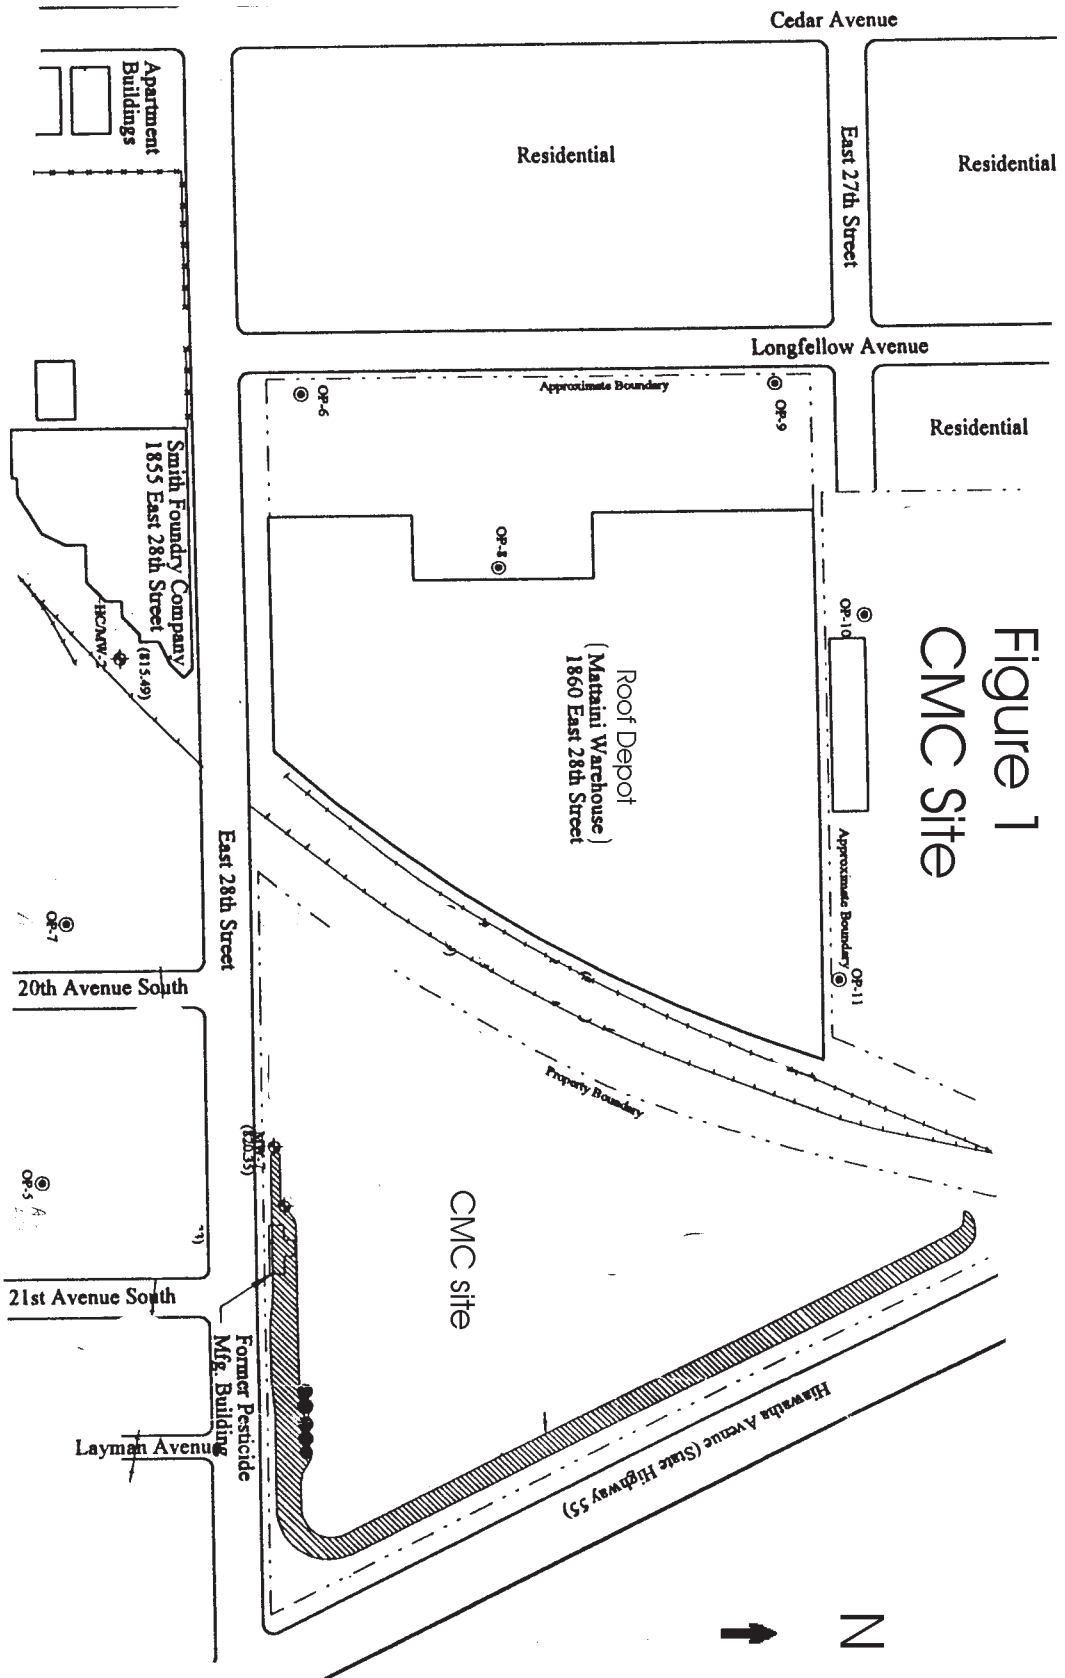 Figure 1
CMC Site
Cedar Avenue
Residential
East 27th Street
Residential
Apartment
Buildings
Longfellow Avenue
Approximate Boundary
OP-6
OP-9
Residential
Smith Foundry Company
1855 East 28th Street
OP-8
OP-10
HC/MW-2
(815.49)
Roof Depot
(Mattaini Warehouse)
1860 East 28th Street
Approximate Boundary
OP-11
East 28th Street
OP-7
20th Avenue South
Property Boundary
MW-7
(820.35)
OP-5
CMC site
21st Avenue South
Former Pesticide
Mfg. Building
Layman Avenue
Hiawatha Avenue (State Highway 55)
N